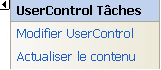 UserControl Tâches
Modifier UserControl
Actualiser le contenu